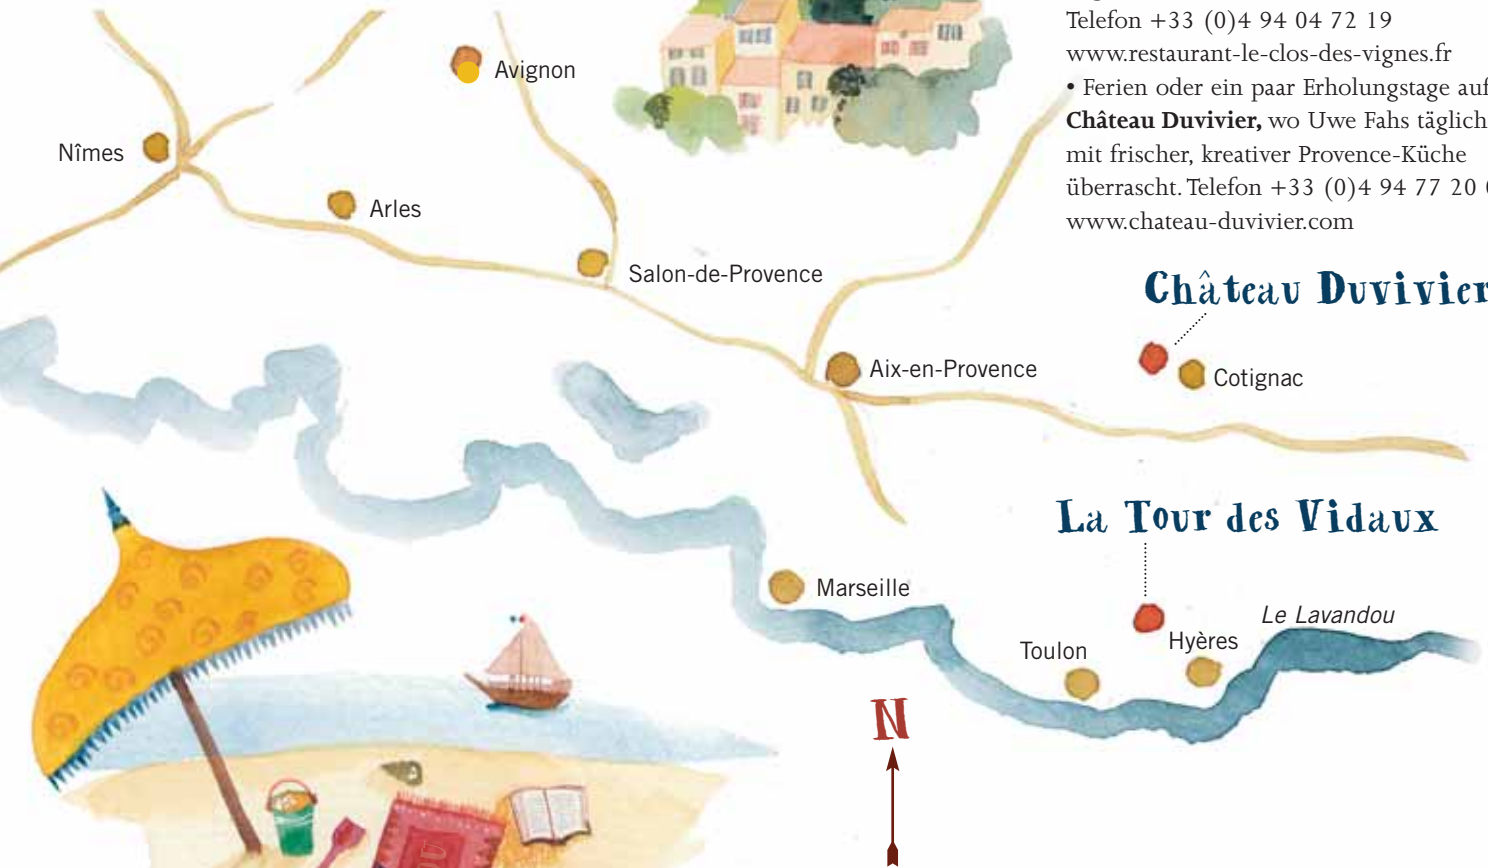 Telefon +33 (0)4 94 04 72 19
www.restaurant-le-clos-des-vignes.fr
• Ferien oder ein paar Erholungstage auf
Château Duvivier, wo Uwe Fahs täglich
mit frischer, kreativer Provence-Küche
überrascht. Telefon +33 (0)4 94 77 20
www.chateau-duvivier.com
Avignon
Nîmes
Arles
Salon-de-Provence
Château Duvivier
Aix-en-Provence
Cotignac
La Tour des Vidaux
Marseille
Le Lavandou
Hyères
Toulon
N